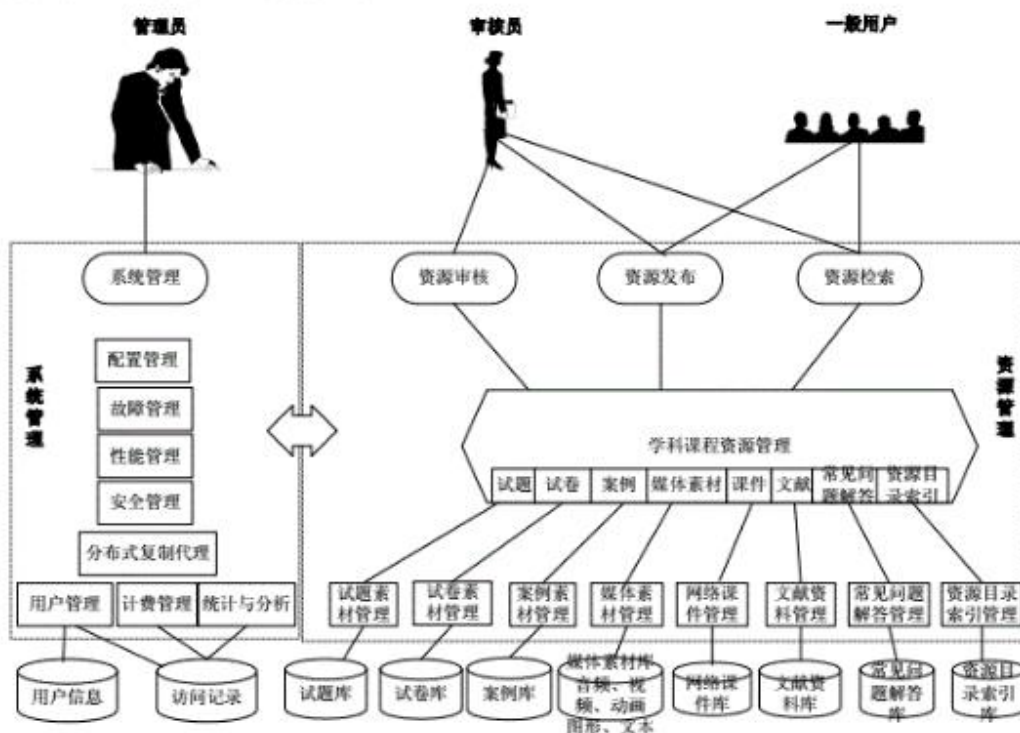 管理员
审核员
一般用户
系统管理
资源审核
资源发布
资源检索
系统管理
配置管理
故障管理
性能管理
安全管理
分布式复制代理
用户管理
计费管理
统计与分析
用户信息
访问记录
资源管理
学科课程资源管理
试题
试卷
案例
媒体素材
课件
文献
常见问
题解答
资源目
录索引
试题素
材管理
试卷素
材管理
案例素
材管理
媒体素
材管理
网络课
件管理
文献资
料管理
常见问题
解答管理
资源目录
索引管理
试题库
试卷库
案例库
媒体素材库
音频、视
频、动画
图形、文本
网络课
件库
文献资
料库
常见问
题解答
库
资源目
录索引
库